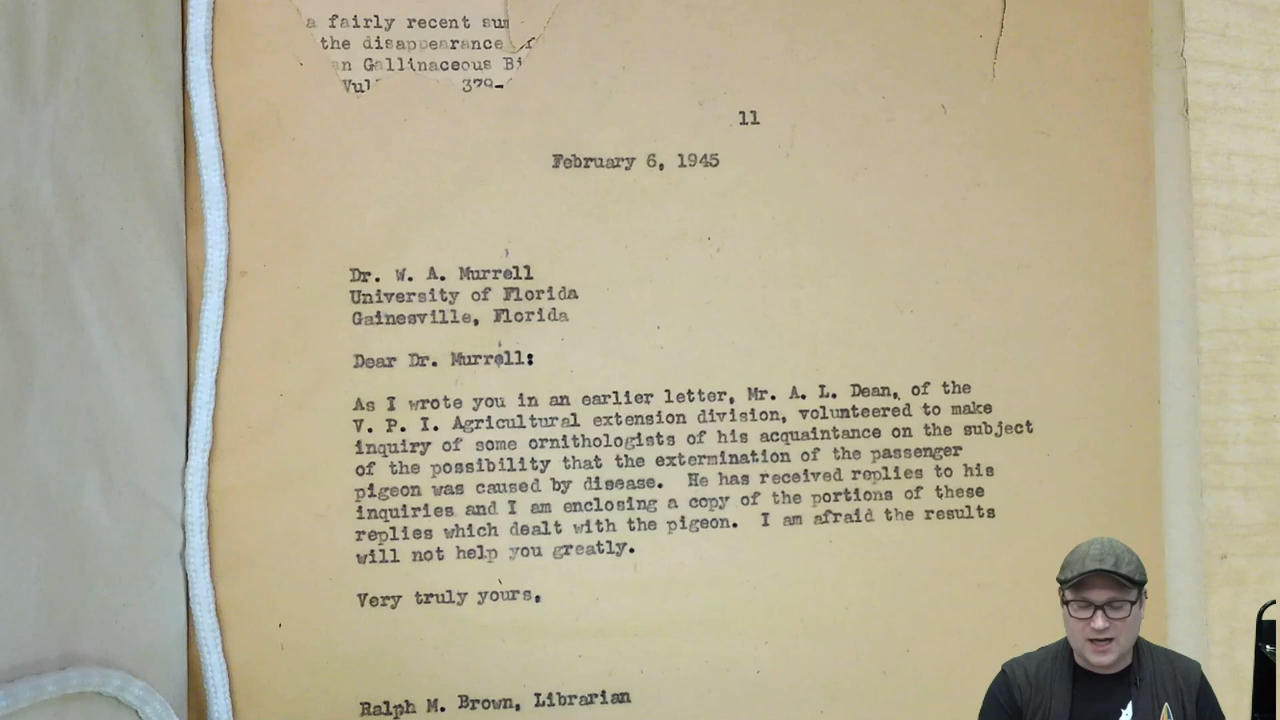 a fairly recent
the disappearance
Gallinaceous
11
February 6, 1945
Dr. W. A. Murrell
University of Florida
Gainesville, Florida
Dear Dr. Murrell:
As I wrote you in an earlier letter, Mr. A. L. Dean, of the
V. P. I. Agricultural extension division, volunteered to make
inquiry of some ornithologists of his acquaintance on the subject
of the possibility that the extermination of the passenger
pigeon was caused by disease. He has received replies to his
inquiries and I am enclosing a copy of the portions of these
replies which dealt with the pigeon. I am afraid the results
will not help you greatly.
Very truly yours,
Ralph M. Brown, Librarian